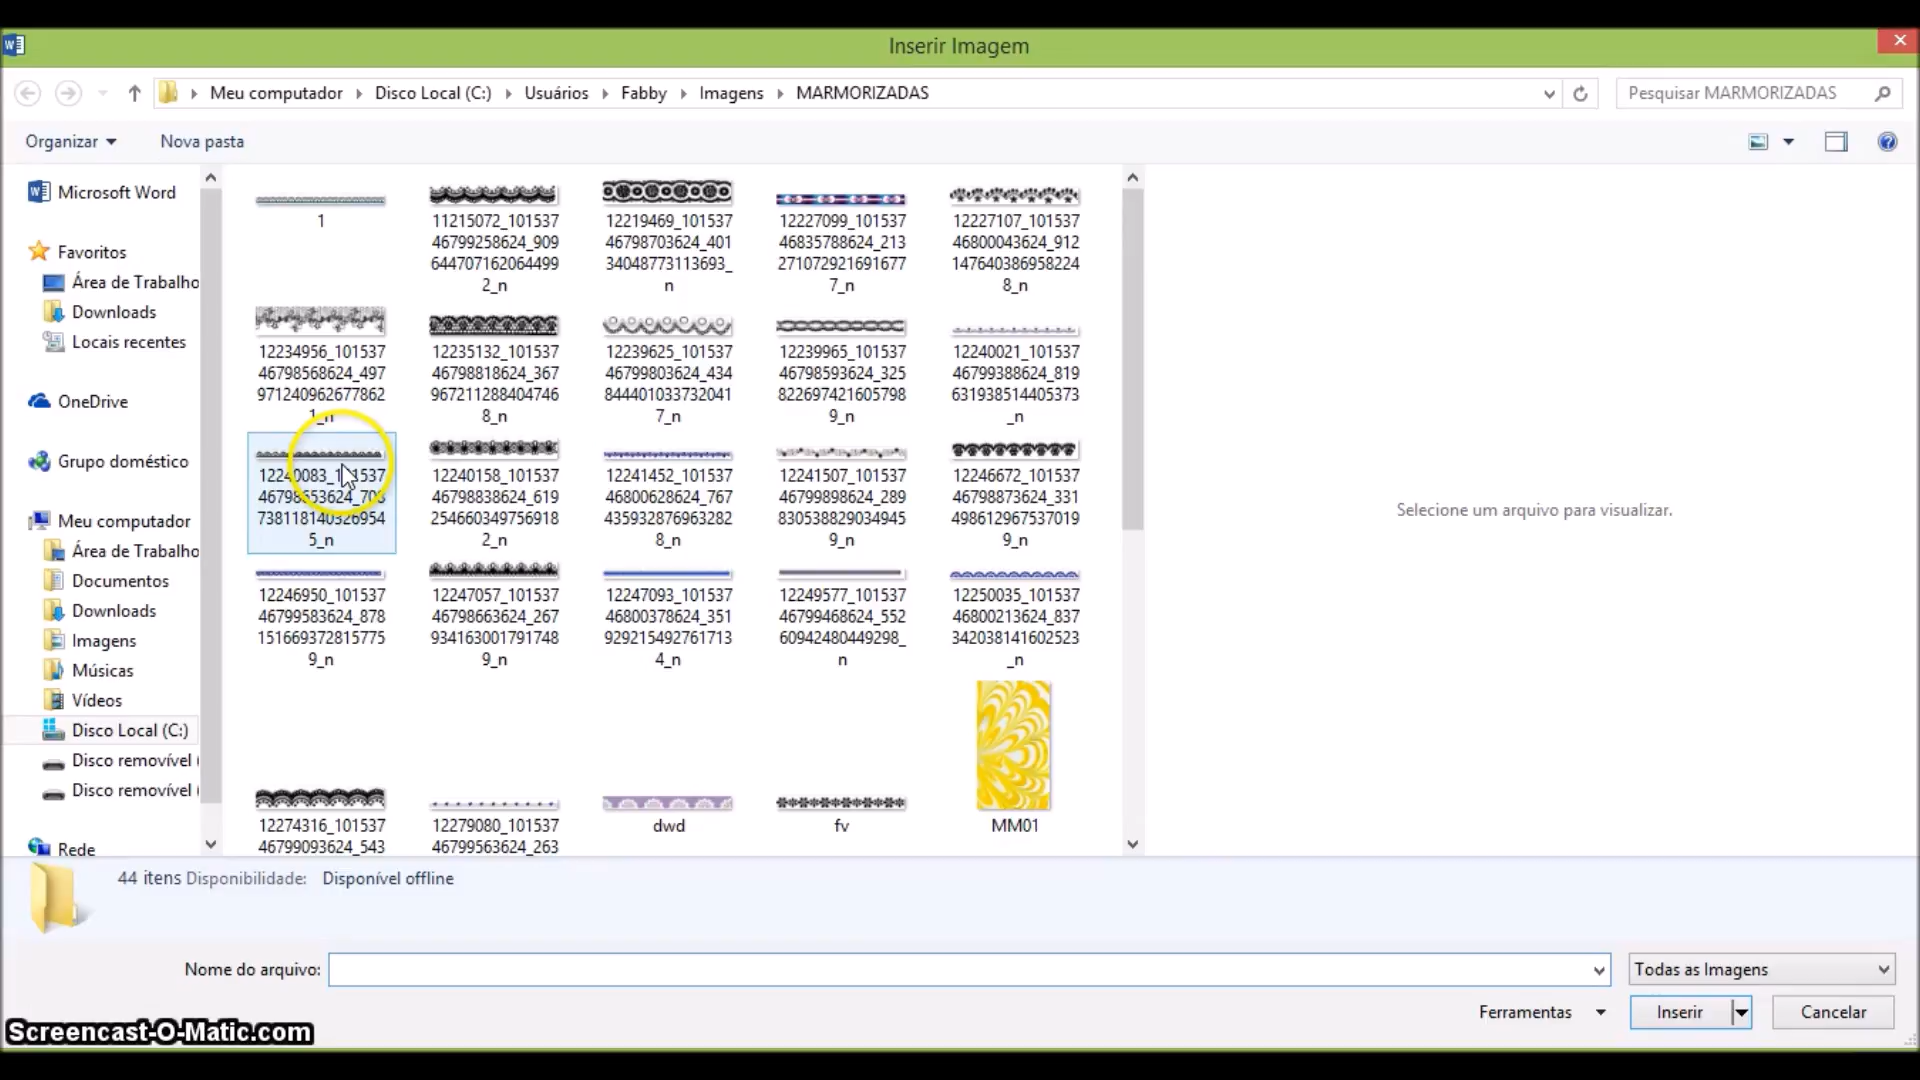 Inserir Imagem
Meu computador Disco Local (C:) Usuários Fabby Imagens MARMORIZADAS
Pesquisar MARMORIZADAS
Organizar
Nova pasta
Microsoft Word
Favoritos
Área de Trabalho
Downloads
Locais recentes
OneDrive
Grupo doméstico
Meu computador
Área de Trabalho
Documentos
Downloads
Imagens
Músicas
Vídeos
Disco Local (C:)
Disco removível (
Disco removível (
Rede
1
11215072_101537
46799258624_909
644707162064499
2_n
12219469_101537
46798703624_401
34048773113693_
n
12227099_101537
46835788624_213
271072921691677
7_n
12227107_101537
46800043624_912
147640386958224
8_n
12234956_101537
46798568624_497
971240962677862
1_n
12235132_101537
46798818624_367
967211288404746
8_n
12239625_101537
46799803624_434
844401033732041
7_n
12239965_101537
46798593624_325
822697421605798
9_n
12240021_101537
46799388624_819
631938514405373
_n
12240083_101537
46798653624_708
738118140326954
5_n
12240158_101537
46798838624_619
254660349756918
2_n
12241452_101537
46800628624_767
435932876963282
8_n
12241507_101537
46799898624_289
830538829034945
9_n
12246672_101537
46798873624_331
498612967537019
9_n
12246950_101537
46799583624_878
151669372815775
9_n
12247057_101537
46798663624_267
934163001791748
9_n
12247093_101537
46800378624_351
929215492761713
4_n
12249577_101537
46799468624_552
60942480449298_
n
12250035_101537
46800213624_837
342038141602523
_n
12274316_101537
46799093624_543
12279080_101537
46799563624_263
dwd
fv
MM01
Selecione um arquivo para visualizar.
44 itens Disponibilidade: Disponível offline
Nome do arquivo:
Todas as Imagens
Ferramentas
Inserir
Cancelar
Screencast-O-Matic.com